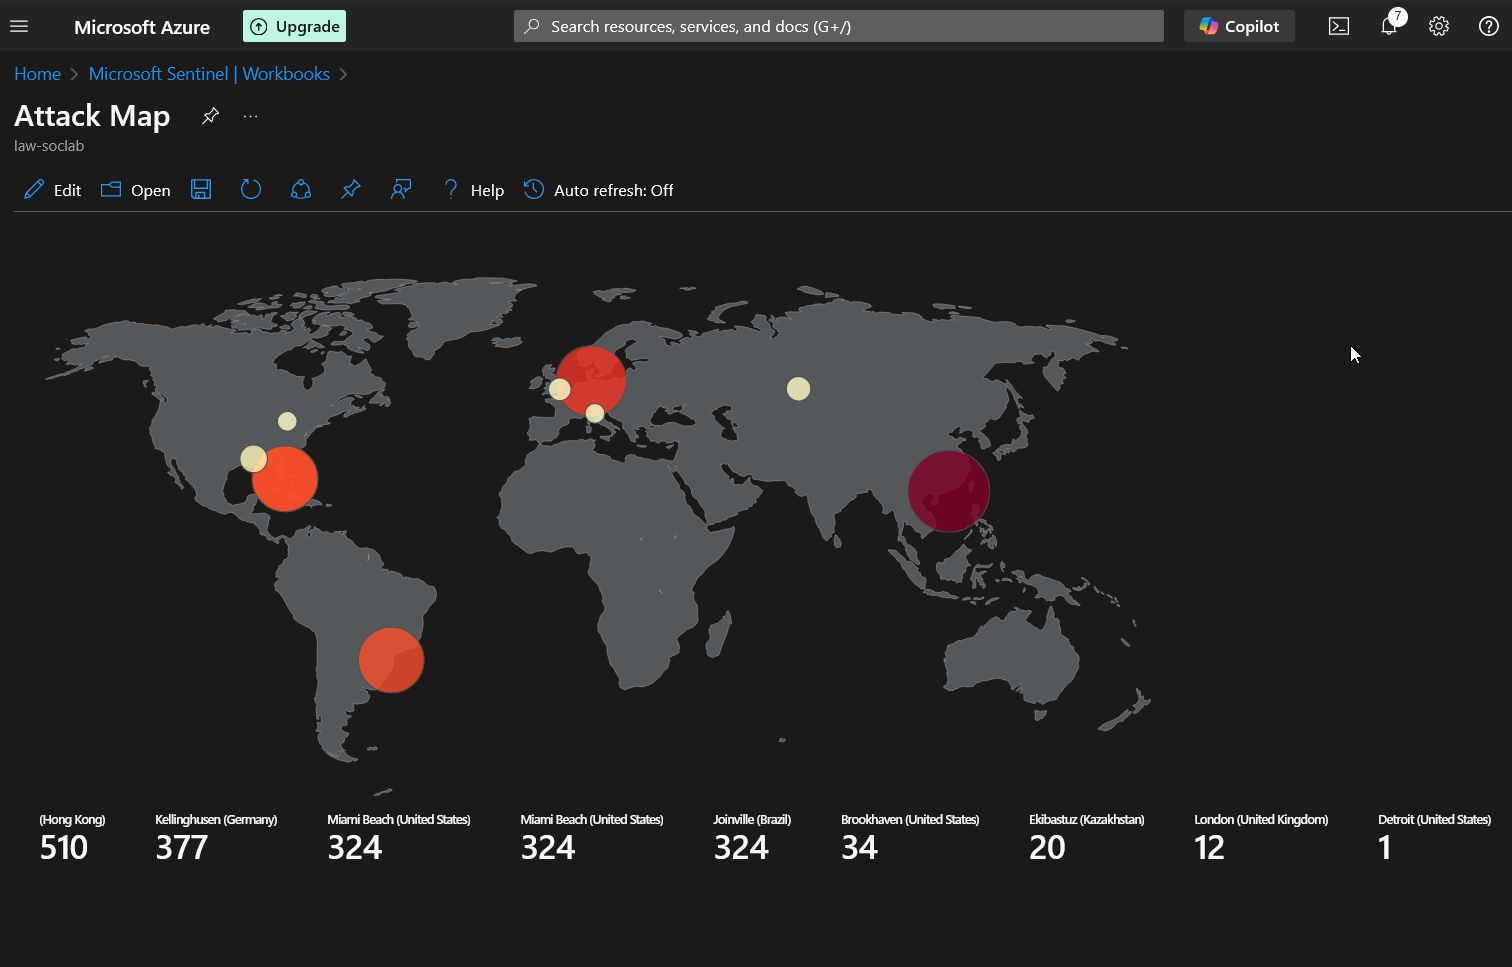 Microsoft Azure
Upgrade
Search resources, services, and docs (G+/)
Copilot
7
Home > Microsoft Sentinel | Workbooks >
Attack Map
law-soclab
Edit
Open
Help
Auto refresh: Off
(Hong Kong)
510
Kellinghusen (Germany)
377
Miami Beach (United States)
324
Miami Beach (United States)
324
Joinville (Brazil)
324
Brookhaven (United States)
34
Ekibastuz (Kazakhstan)
20
London (United Kingdom)
12
Detroit (United States)
1